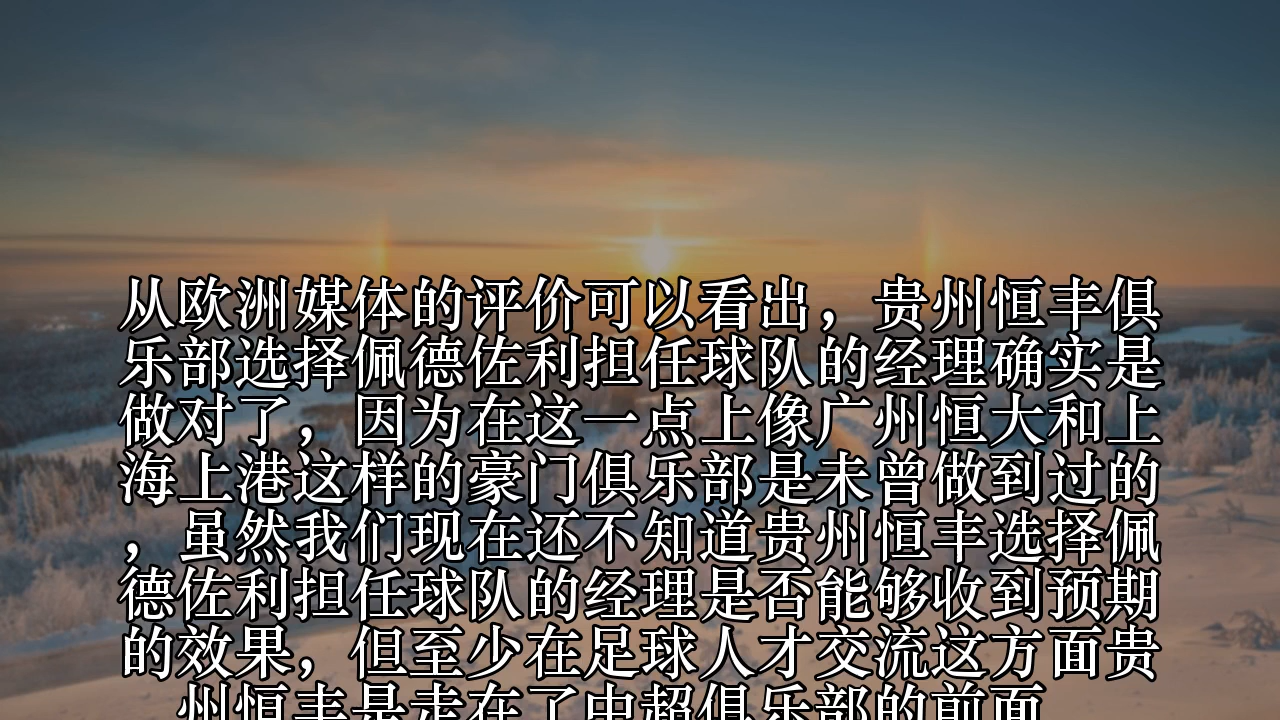 从欧洲媒体的评价可以看出，贵州恒丰俱
乐部选择佩德佐利担任球队的经理确实是
做对了，因为在这一点上像广州恒大和上
海上港这样的豪门俱乐部是未曾做到过的
，虽然我们现在还不知道贵州恒丰选择佩
德佐利担任球队的经理是否能够收到预期
的效果，但至少在足球人才交流这方面贵
州恒丰是走在了中超俱乐部的前面